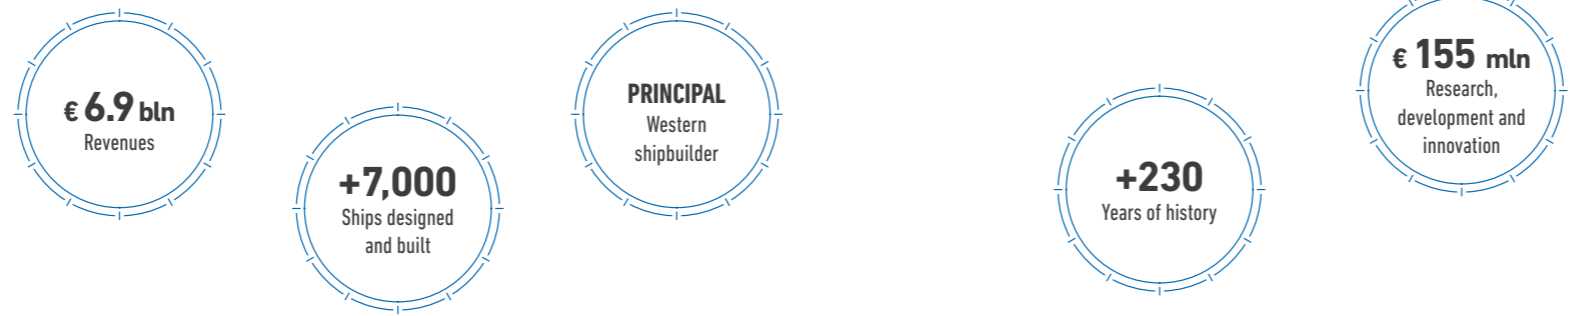 € 6.9 bln
Revenues
+7,000
Ships designed
and built
PRINCIPAL
Western
shipbuilder
+230
Years of history
€ 155 mln
Research,
development and
innovation